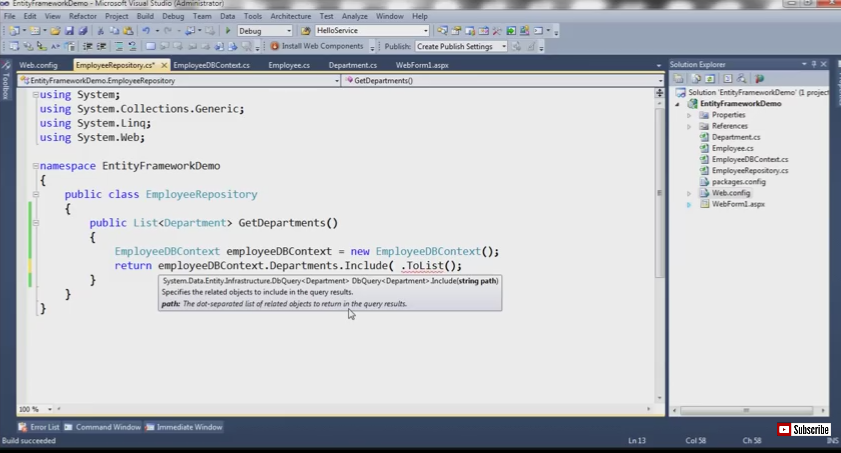 EntityFrameworkDemo - Microsoft Visual Studio (Administrator)
File Edit View Refactor Project Build Debug Team Data Tools Architecture Test Analyze Window Help
Debug HelloService
Install Web Components Publish: Create Publish Settings
Web.config EmployeeRepository.cs* EmployeeDBContext.cs Employee.cs Department.cs WebForm1.aspx
EntityFrameworkDemo.EmployeeRepository GetDepartments()
Toolbox
using System;
using System.Collections.Generic;
using System.Linq;
using System.Web;
namespace EntityFrameworkDemo
{
public class EmployeeRepository
{
public List<Department> GetDepartments()
{
EmployeeDBContext employeeDBContext = new EmployeeDBContext();
return employeeDBContext.Departments.Include( .ToList();
}
}
}
System.Data.Entity.Infrastructure.DbQuery<Department> DbQuery<Department>.Include(string path)
Specifies the related objects to include in the query results.
path: The dot-separated list of related objects to return in the query results.
100 %
Solution Explorer
Solution 'EntityFrameworkDemo' (1 project
EntityFrameworkDemo
Properties
References
Department.cs
Employee.cs
EmployeeDBContext.cs
EmployeeRepository.cs
packages.config
Web.config
WebForm1.aspx
Error List Command Window Immediate Window
Subscribe
Build succeeded Ln 13 Col 58 Ch 58 INS